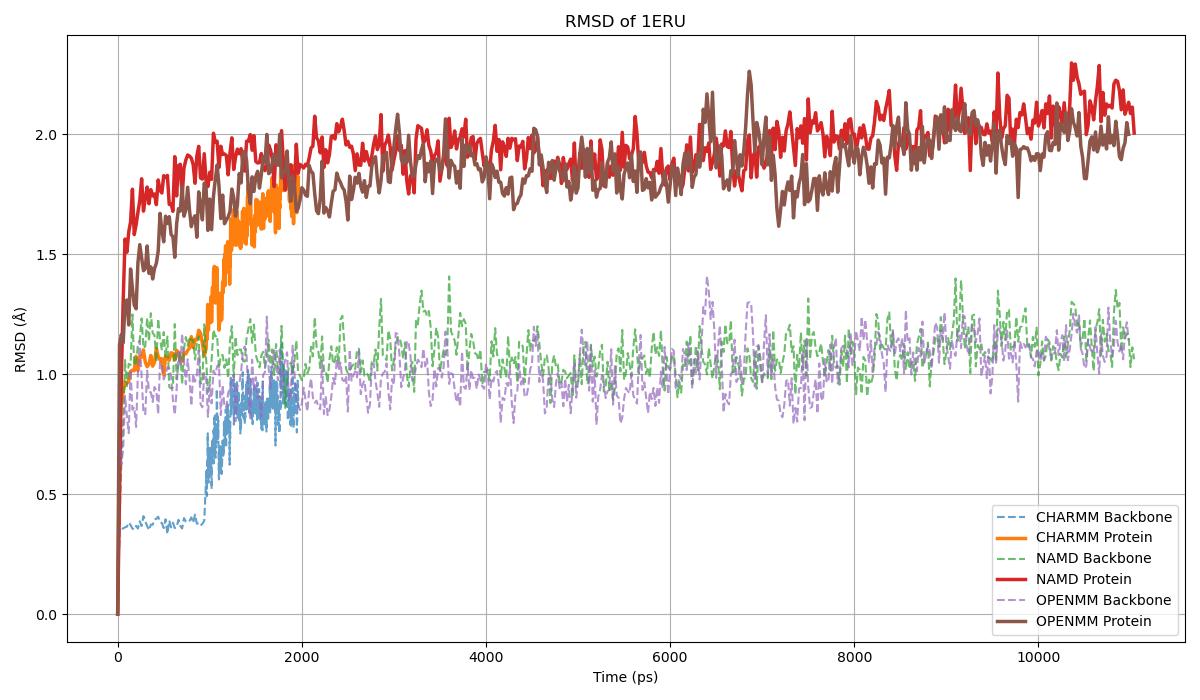 RMSD of 1ERU
RMSD (Å)
2.0
1.5
1.0
0.5
0.0
0 2000 4000 6000 8000 10000
Time (ps)
CHARMM Backbone
CHARMM Protein
NAMD Backbone
NAMD Protein
OPENMM Backbone
OPENMM Protein